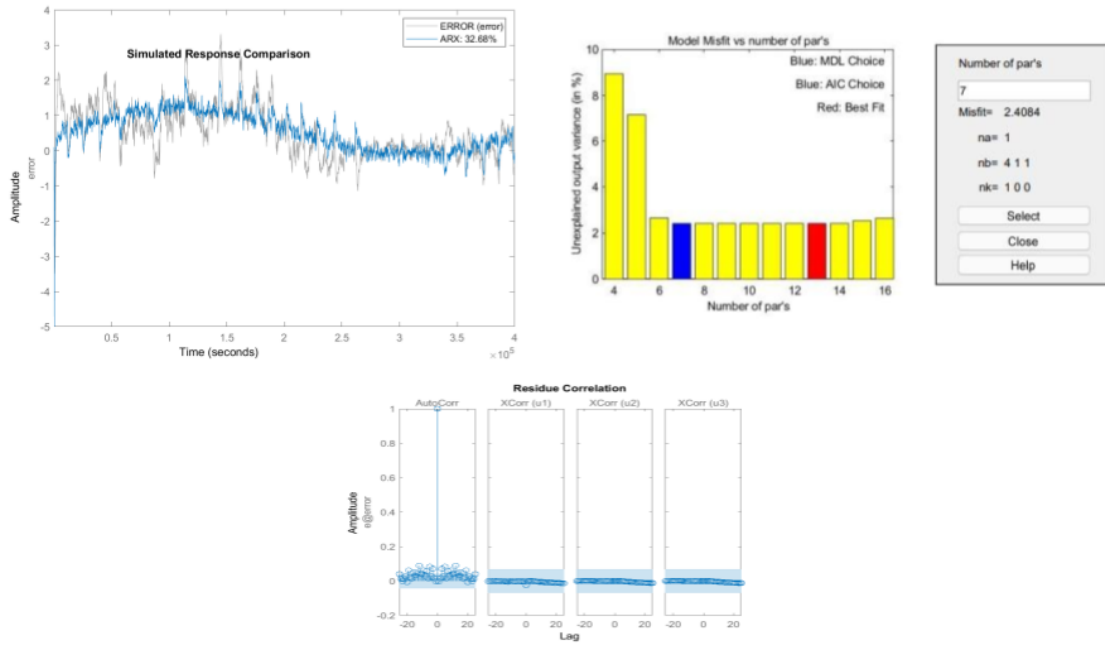 Simulated Response Comparison
ERROR (error)
ARX: 32.68%
4
3
2
1
0
-1
-2
-3
-4
-5
Amplitude
error
0.5
1
1.5
2
2.5
3
3.5
4
×10⁵
Time (seconds)
Model Misfit vs number of par's
Blue: MDL Choice
Blue: AIC Choice
Red: Best Fit
10
8
6
4
2
0
Unexplained output variance (in %)
4
6
8
10
12
14
16
Number of par's
Number of par's
7
Misfit= 2.4084
na= 1
nb= 4 1 1
nk= 1 0 0
Select
Close
Help
Residue Correlation
AutoCorr
XCorr (u1)
XCorr (u2)
XCorr (u3)
1
0.8
0.6
0.4
0.2
0
-0.2
Amplitude
e@error
-20 0 20
-20 0 20
-20 0 20
-20 0 20
Lag